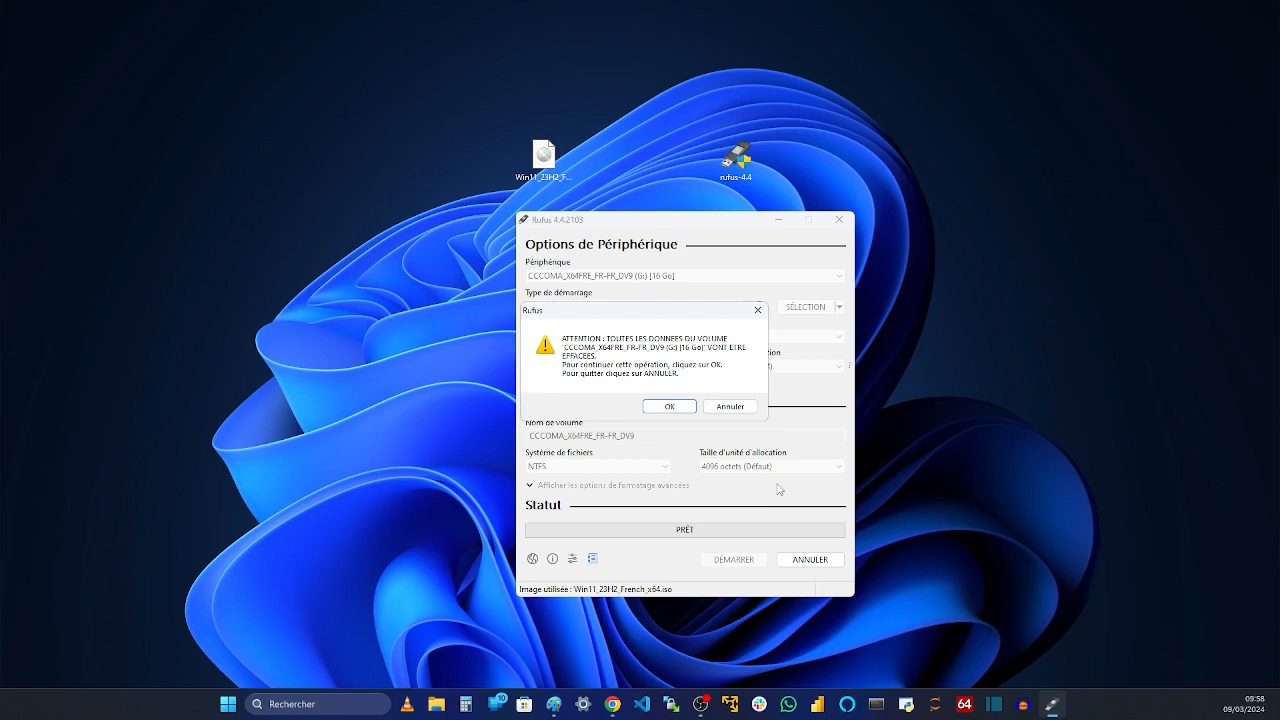 Win11_23H2_F...
rufus-4.4
Rufus 4.4.2103
Options de Périphérique
Périphérique
CCCOMA_X64FRE_FR-FR_DV9 (G:) [16 Go]
Type de démarrage
SÉLECTION
Rufus
ATTENTION : TOUTES LES DONNEES DU VOLUME
'CCCOMA_X64FRE_FR-FR_DV9 (G:) [16 Go]' VONT ETRE
EFFACEES.
Pour continuer cette opération, cliquez sur OK.
Pour quitter cliquez sur ANNULER.
OK
Annuler
Nom de volume
CCCOMA_X64FRE_FR-FR_DV9
Système de fichiers
Taille d'unité d'allocation
NTFS
4096 octets (Défaut)
Afficher les options de formatage avancées
Statut
PRÊT
DÉMARRER
ANNULER
Image utilisée : Win11_23H2_French_x64.iso
Rechercher
10
64
09:58
09/03/2024